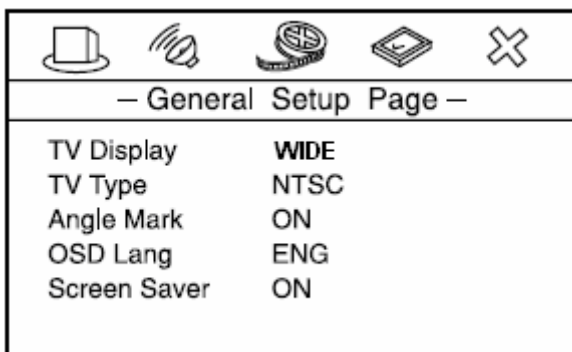 – General Setup Page –
TV Display WIDE
TV Type NTSC
Angle Mark ON
OSD Lang ENG
Screen Saver ON